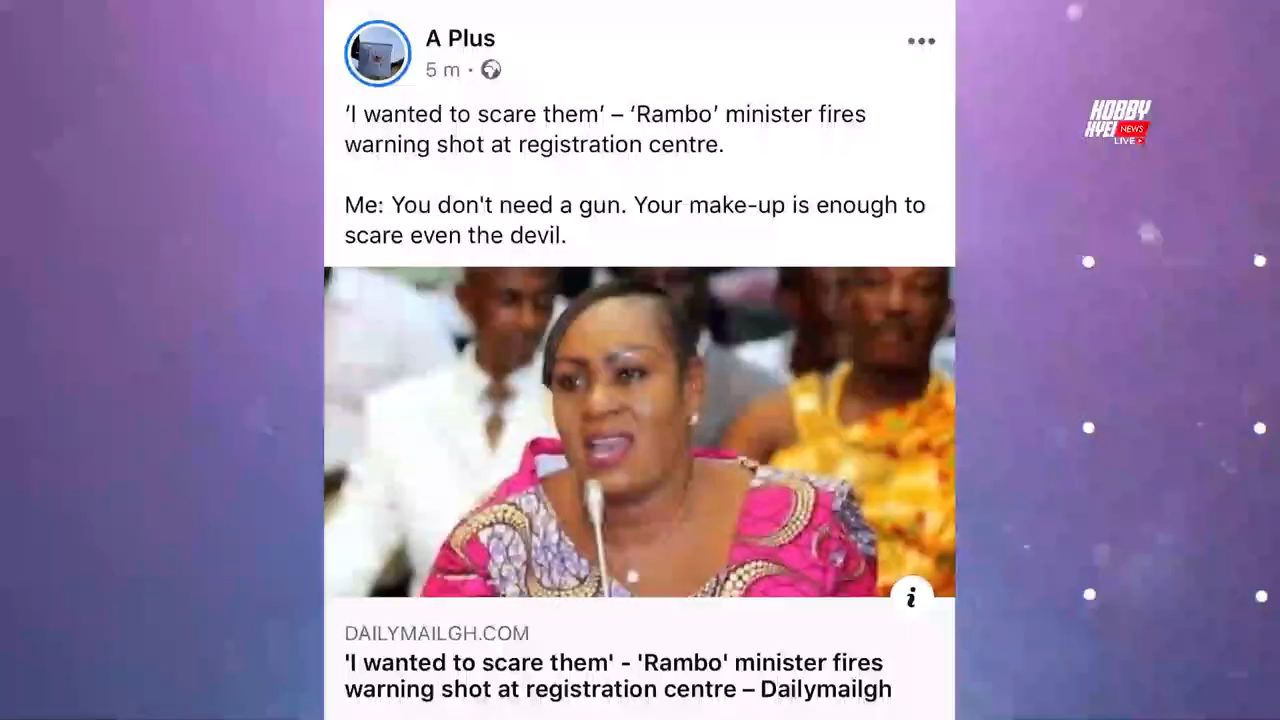 A Plus
5 m ·
‘I wanted to scare them’ – ‘Rambo’ minister fires
warning shot at registration centre.
Me: You don't need a gun. Your make-up is enough to
scare even the devil.
HOBBY
NEWS
LIVE
i
DAILYMAILGH.COM
'I wanted to scare them' - 'Rambo' minister fires
warning shot at registration centre – Dailymailgh